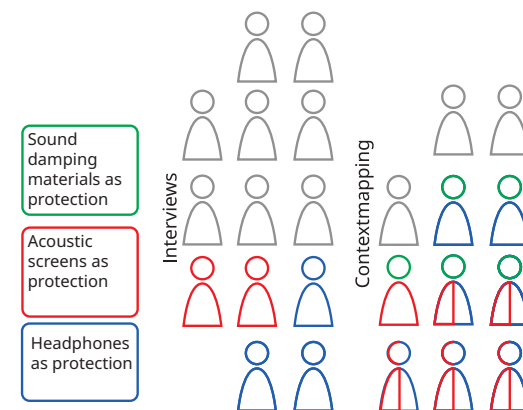 Sound
damping
materials as
protection
Acoustic
screens as
protection
Headphones
as protection
Interviews
Contextmapping